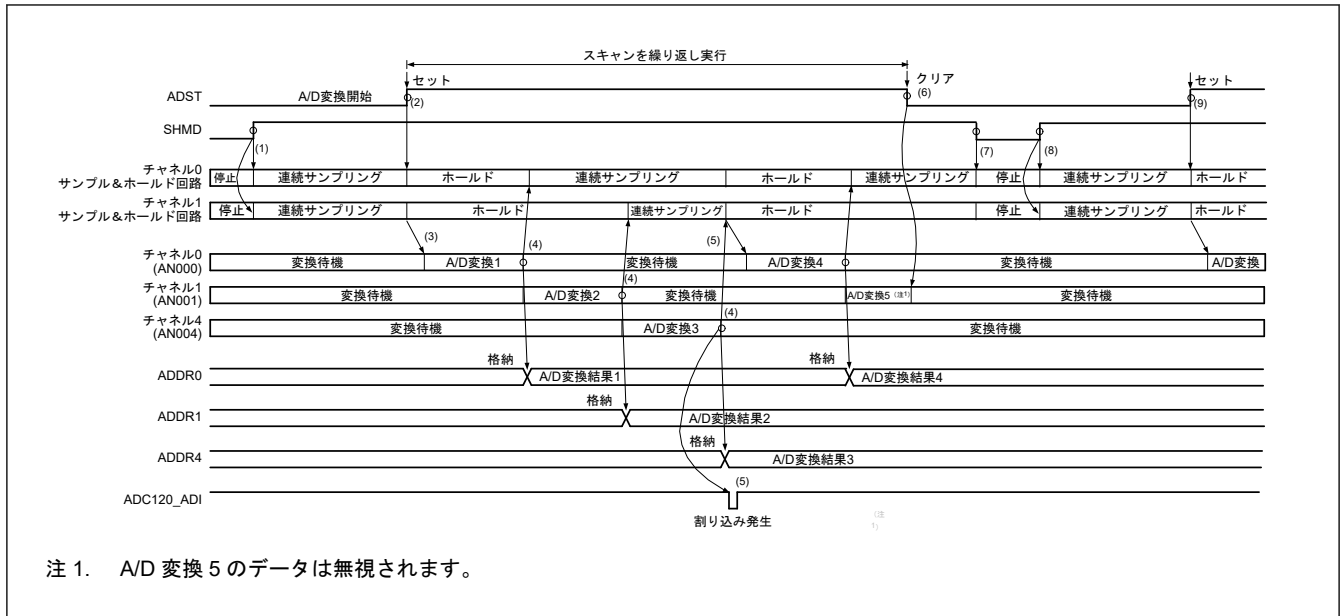 スキャンを繰り返し実行
セット クリア セット
ADST A/D変換開始 (2) (6) (9)
SHMD (1) (7) (8)
チャネル0
サンプル&ホールド回路 停止 連続サンプリング ホールド 連続サンプリング ホールド 連続サンプリング 停止 連続サンプリング ホールド
チャネル1
サンプル&ホールド回路 停止 連続サンプリング ホールド 連続サンプリング ホールド 停止 連続サンプリング ホールド
(3) (4) (5)
チャネル0
(AN000) 変換待機 A/D変換1 変換待機 A/D変換4 変換待機 A/D変換
(4)
チャネル1
(AN001) 変換待機 A/D変換2 変換待機 A/D変換5 (注1) 変換待機
(4)
チャネル4
(AN004) 変換待機 A/D変換3 変換待機
格納 格納
ADDR0 A/D変換結果1 A/D変換結果4
格納
ADDR1 A/D変換結果2
格納
ADDR4 A/D変換結果3
(5)
ADC120_ADI
割り込み発生
(注
1)
注 1. A/D 変換 5 のデータは無視されます。